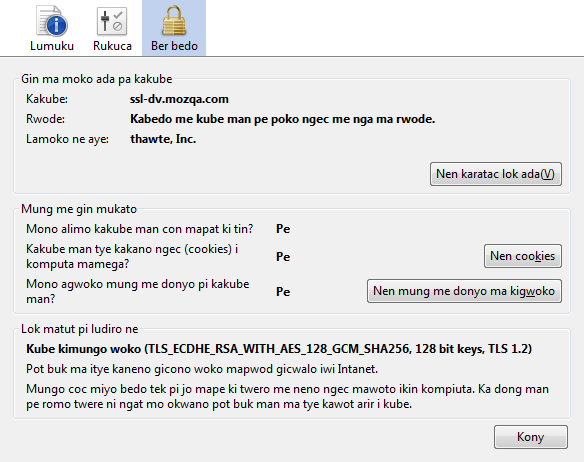 Lumuku Rukuca Ber bedo
Gin ma moko ada pa kakube
Kakube: ssl-dv.mozqa.com
Rwode: Kabedo me kube man pe poko ngec me nga ma rwode.
Lamoko ne aye: thawte, Inc.
Nen karatac lok ada(V)
Mung me gin mukato
Mono alimo kakube man con mapat ki tin? Pe
Kakube man tye kakano ngec (cookies) i
komputa mamega? Pe Nen cookies
Mono agwoko mung me donyo pi kakube
man? Pe Nen mung me donyo ma kigwoko
Lok matut pi ludiro ne
Kube kimungo woko (TLS_ECDHE_RSA_WITH_AES_128_GCM_SHA256, 128 bit keys, TLS 1.2)
Pot buk ma itye kaneno gicono woko mapwod gicwalo iwi Intanet.
Mungo coc miyo bedo tek pi jo mape ki twero me neno ngec mawoto ikin kompiuta. Ka dong man
pe romo twere ni ngat mo okwano pot buk man ma tye kawot arir i kube.
Kony